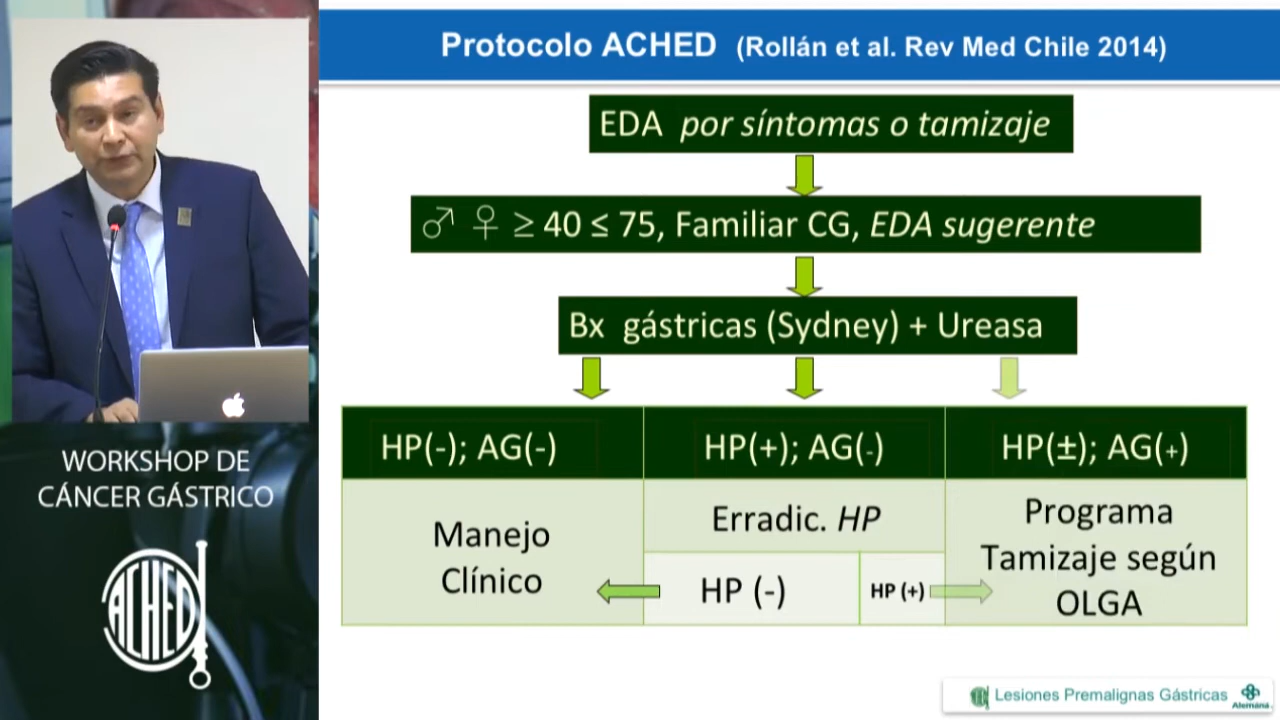 Protocolo ACHED (Rollán et al. Rev Med Chile 2014)
EDA por síntomas o tamizaje
♂ ♀ ≥ 40 ≤ 75, Familiar CG, EDA sugerente
Bx gástricas (Sydney) + Ureasa
HP(-); AG(-)
HP(+); AG(-)
HP(±); AG(+)
Manejo
Clínico
Erradic. HP
HP (-)
HP (+)
Programa
Tamizaje según
OLGA
WORKSHOP DE
CÁNCER GÁSTRICO
ACHED
Lesiones Premalignas Gástricas
Alemana